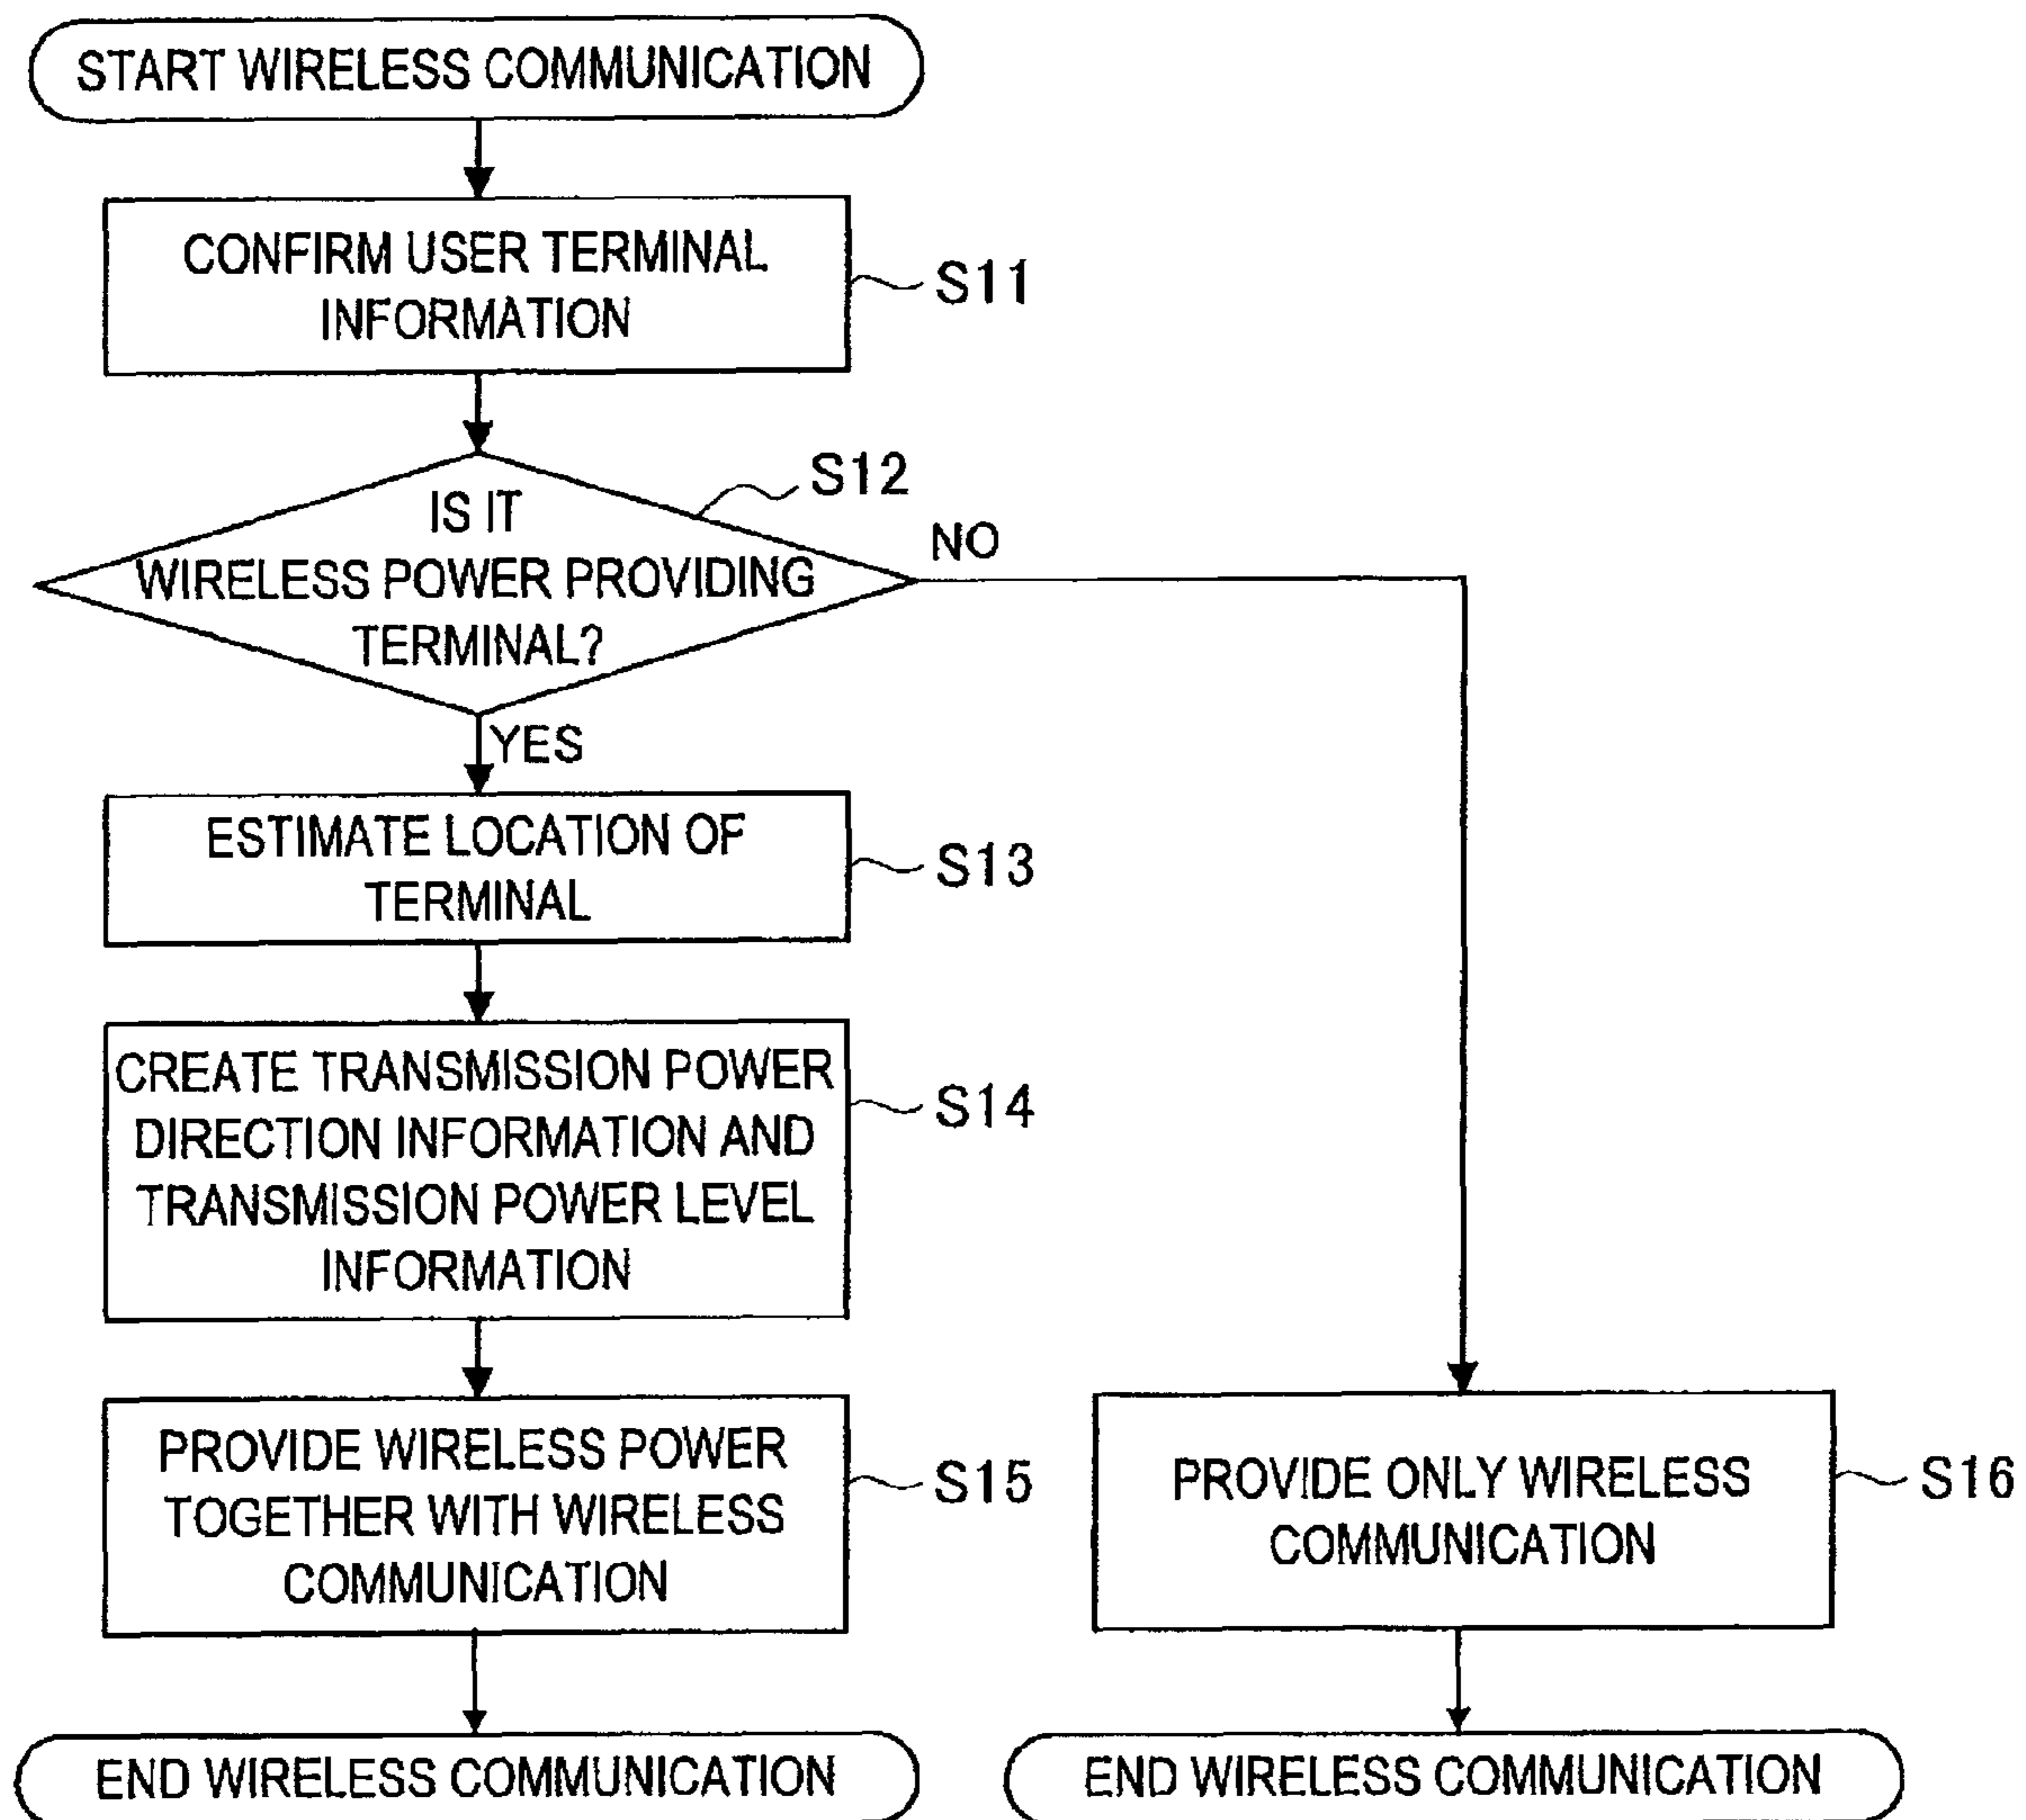 START WIRELESS COMMUNICATION
CONFIRM USER TERMINAL
INFORMATION
S11
S12
IS IT
WIRELESS POWER PROVIDING
TERMINAL?
NO
YES
ESTIMATE LOCATION OF
TERMINAL
S13
CREATE TRANSMISSION POWER
DIRECTION INFORMATION AND
TRANSMISSION POWER LEVEL
INFORMATION
S14
PROVIDE WIRELESS POWER
TOGETHER WITH WIRELESS
COMMUNICATION
S15
PROVIDE ONLY WIRELESS
COMMUNICATION
S16
END WIRELESS COMMUNICATION
END WIRELESS COMMUNICATION